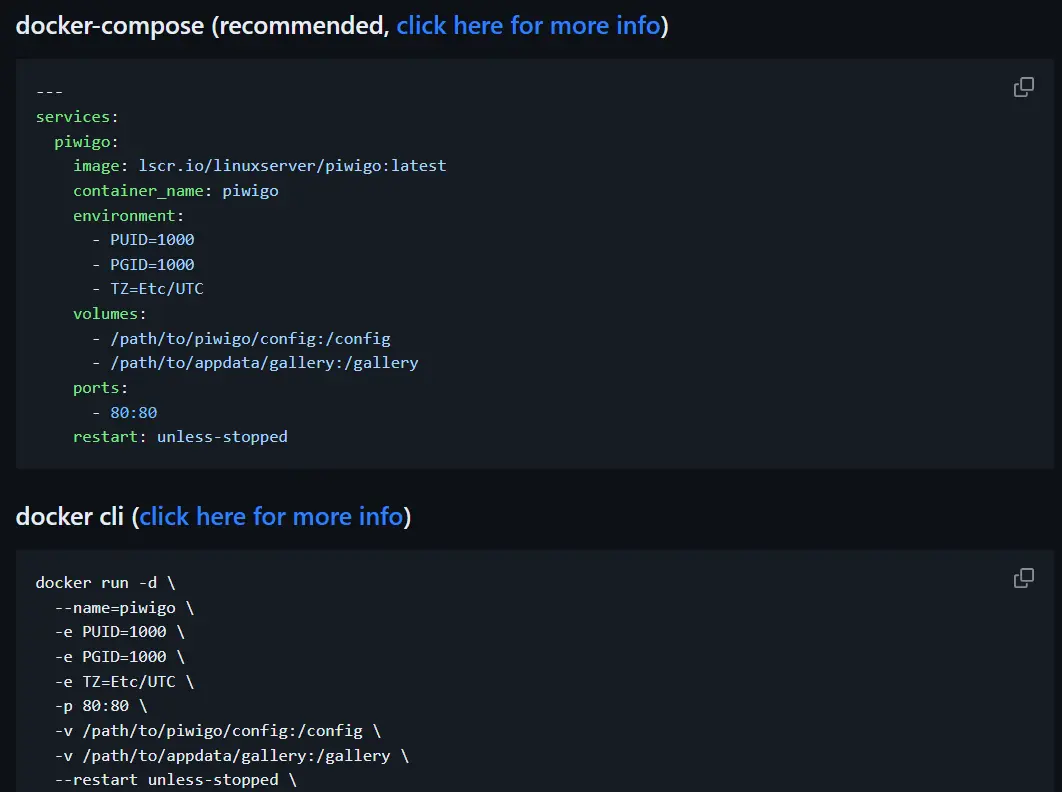 docker-compose (recommended, click here for more info)
---
services:
  piwigo:
    image: lscr.io/linuxserver/piwigo:latest
    container_name: piwigo
    environment:
      - PUID=1000
      - PGID=1000
      - TZ=Etc/UTC
    volumes:
      - /path/to/piwigo/config:/config
      - /path/to/appdata/gallery:/gallery
    ports:
      - 80:80
    restart: unless-stopped
docker cli (click here for more info)
docker run -d \
  --name=piwigo \
  -e PUID=1000 \
  -e PGID=1000 \
  -e TZ=Etc/UTC \
  -p 80:80 \
  -v /path/to/piwigo/config:/config \
  -v /path/to/appdata/gallery:/gallery \
  --restart unless-stopped \